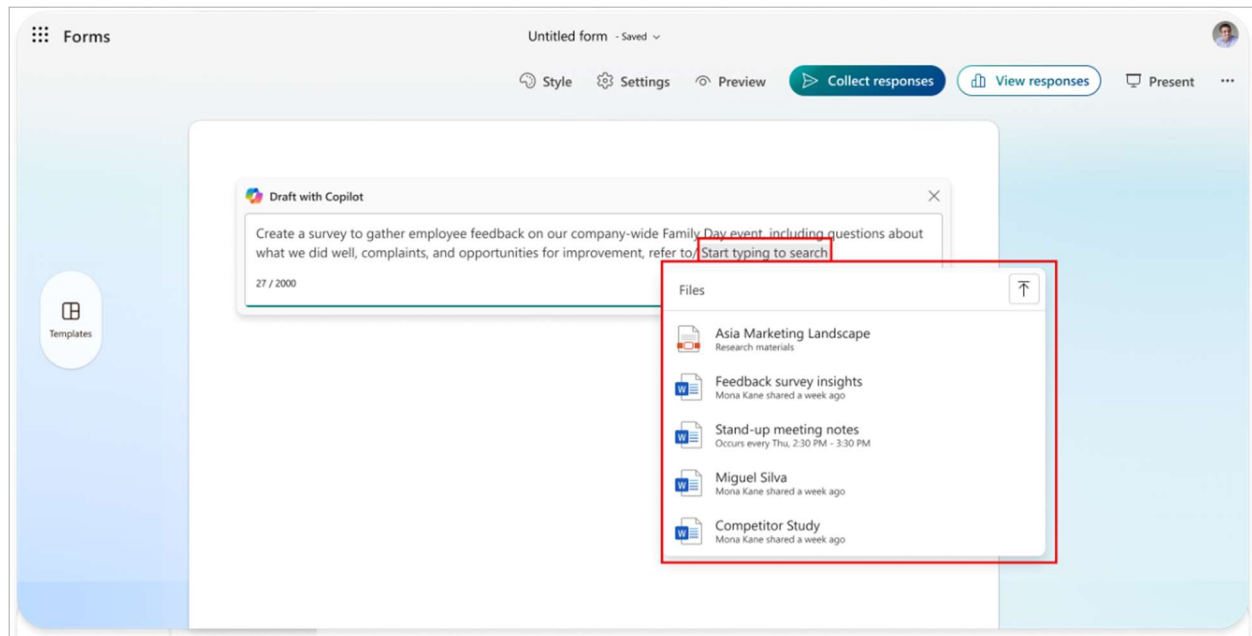 Forms
Untitled form - Saved
Style
Settings
Preview
Collect responses
View responses
Present
Draft with Copilot
Create a survey to gather employee feedback on our company-wide Family Day event, including questions about
what we did well, complaints, and opportunities for improvement, refer to/ Start typing to search
27 / 2000
Templates
Files
Asia Marketing Landscape
Research materials
Feedback survey insights
Mona Kane shared a week ago
Stand-up meeting notes
Occurs every Thu, 2:30 PM - 3:30 PM
Miguel Silva
Mona Kane shared a week ago
Competitor Study
Mona Kane shared a week ago